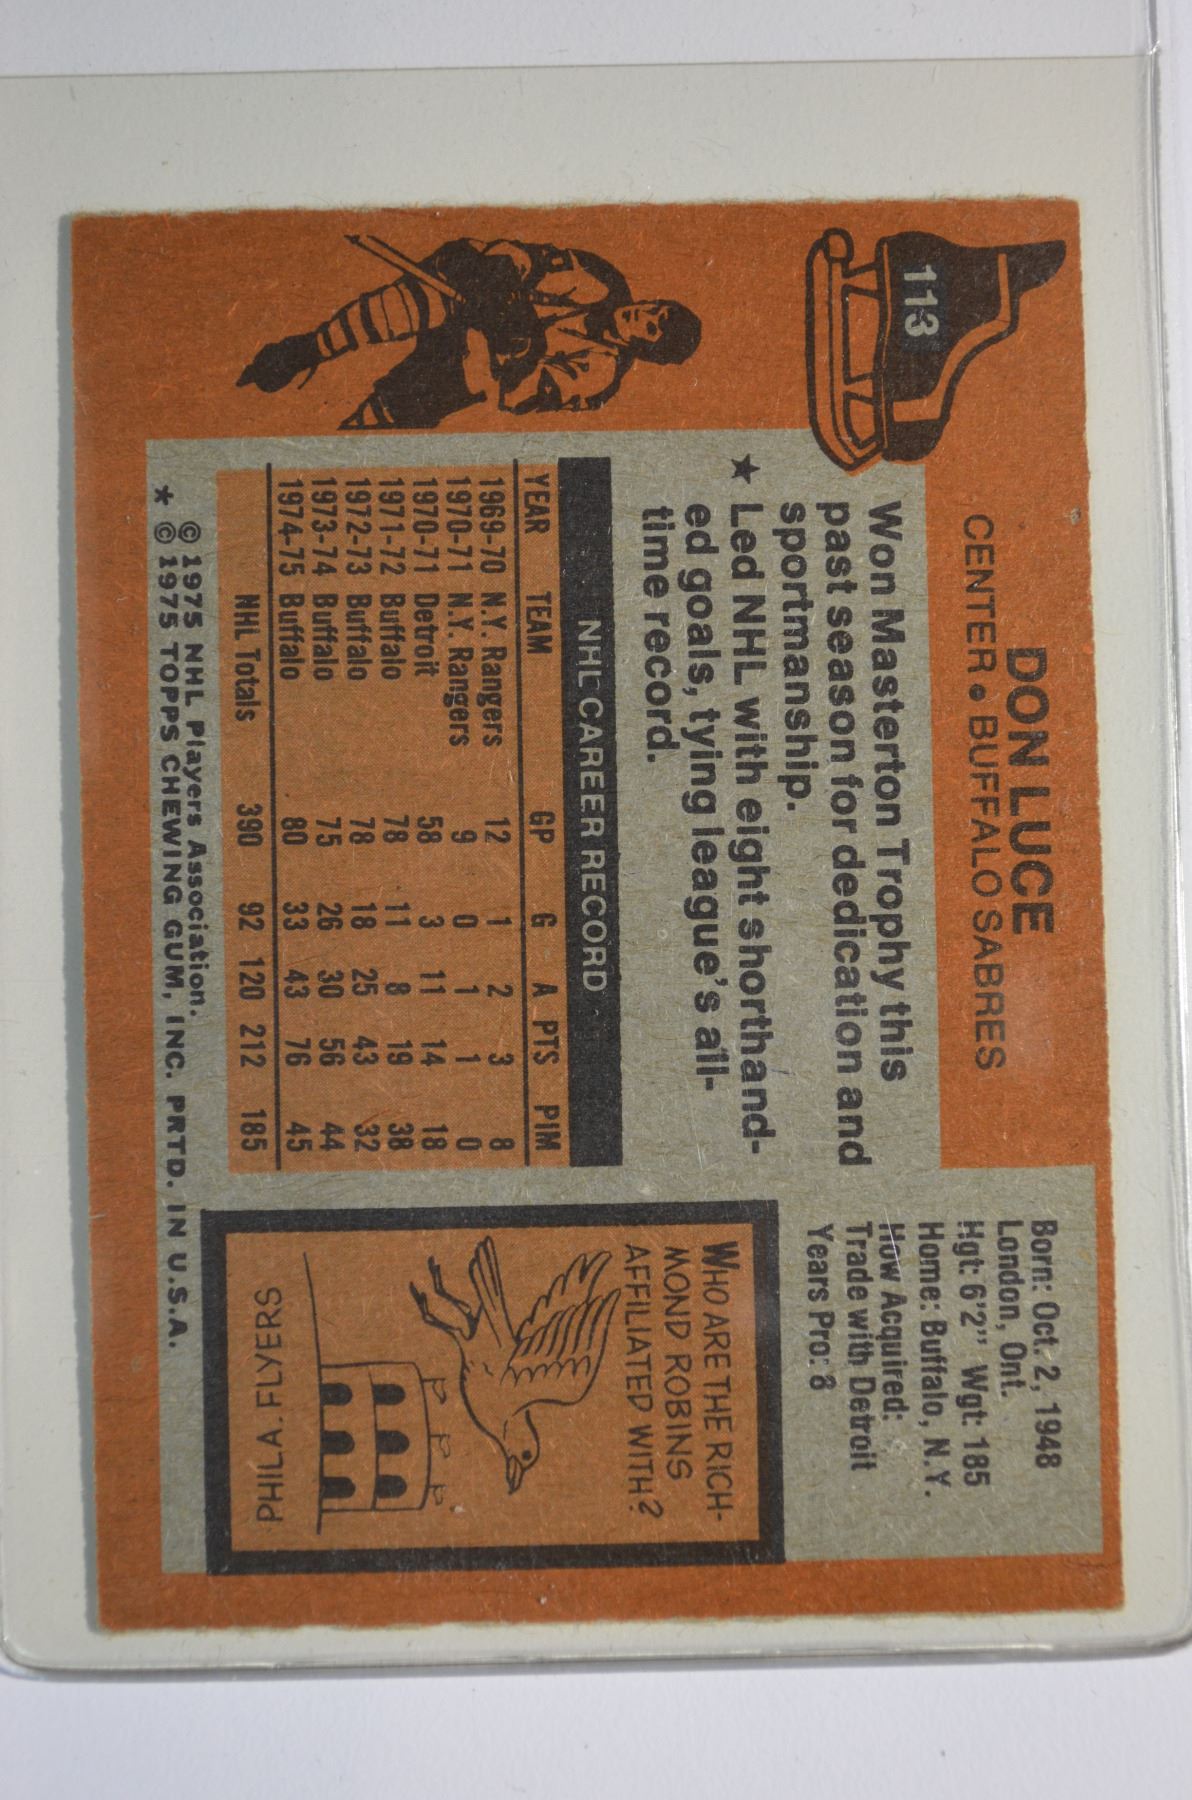 113
DON LUCE
CENTER • BUFFALO SABRES
Won Masterton Trophy this
past season for dedication and
sportmanship.
★ Led NHL with eight shorthand-
ed goals, tying league's all-
time record.
Born: Oct. 2, 1948
London, Ont.
Hgt: 6'2" Wgt: 185
Home: Buffalo, N.Y.
How Acquired:
Trade with Detroit
Years Pro: 8
NHL CAREER RECORD
YEAR TEAM GP G A PTS PIM
1969-70 N.Y. Rangers 12 1 2 3 8
1970-71 N.Y. Rangers 9 0 1 1 0
1970-71 Detroit 58 3 11 14 18
1971-72 Buffalo 78 11 8 19 38
1972-73 Buffalo 78 18 25 43 32
1973-74 Buffalo 75 26 30 56 44
1974-75 Buffalo 80 33 43 76 45
NHL Totals 390 92 120 212 185
WHO ARE THE RICH-
MOND ROBINS
AFFILIATED WITH?
PHILA. FLYERS
© 1975 NHL Players Association.
* © 1975 TOPPS CHEWING GUM, INC. PRTD. IN U.S.A.